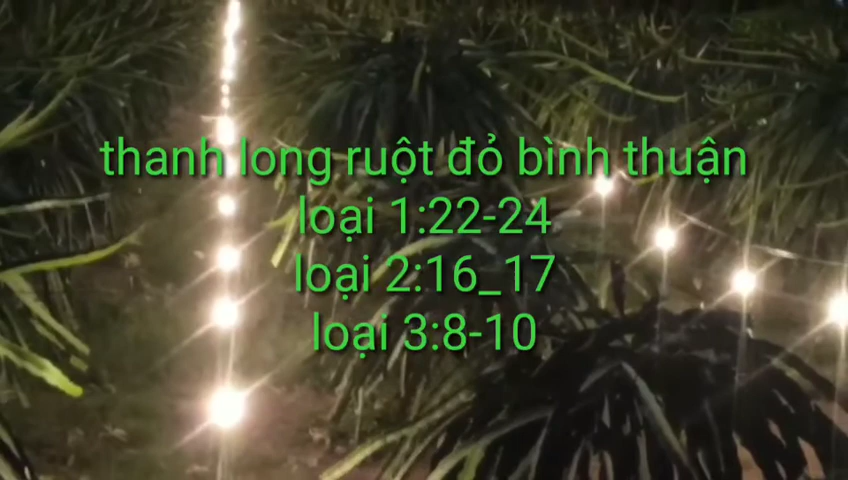 thanh long ruột đỏ bình thuận
loại 1:22-24
loại 2:16_17
loại 3:8-10